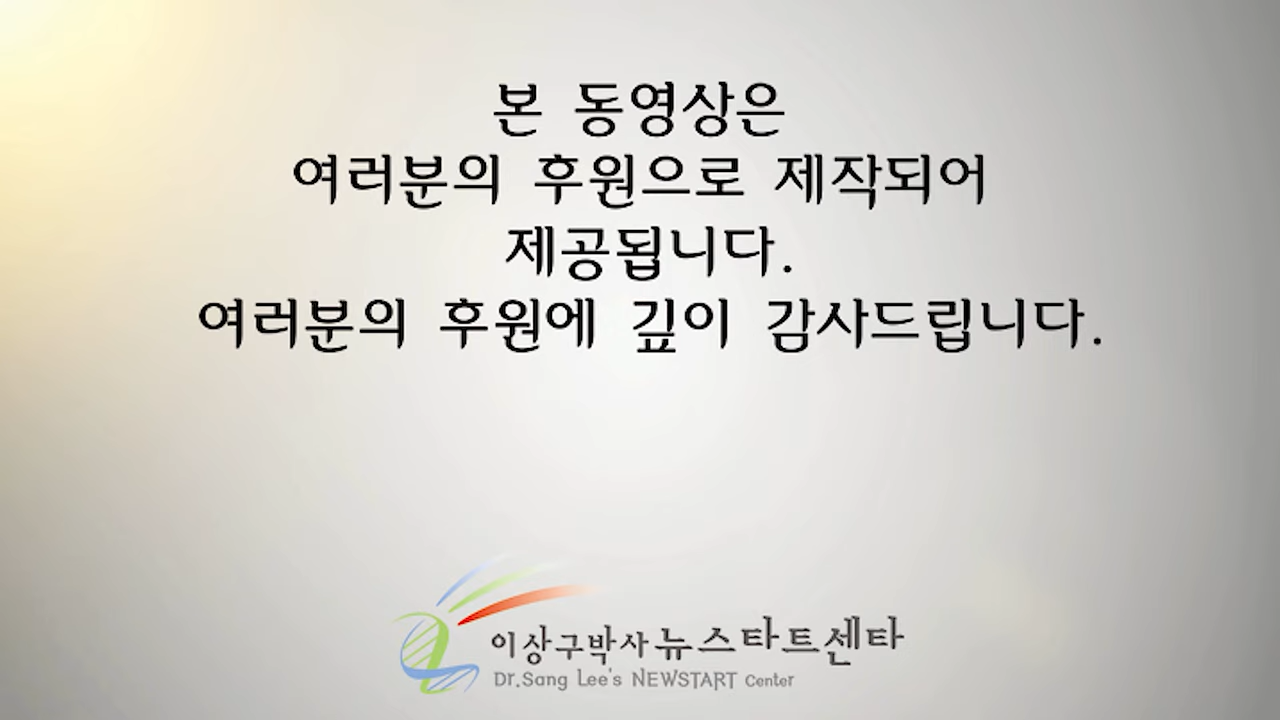 본 동영상은
여러분의 후원으로 제작되어
제공됩니다.
여러분의 후원에 깊이 감사드립니다.
이상구박사 뉴스타트센타
Dr.Sang Lee's NEWSTART Center